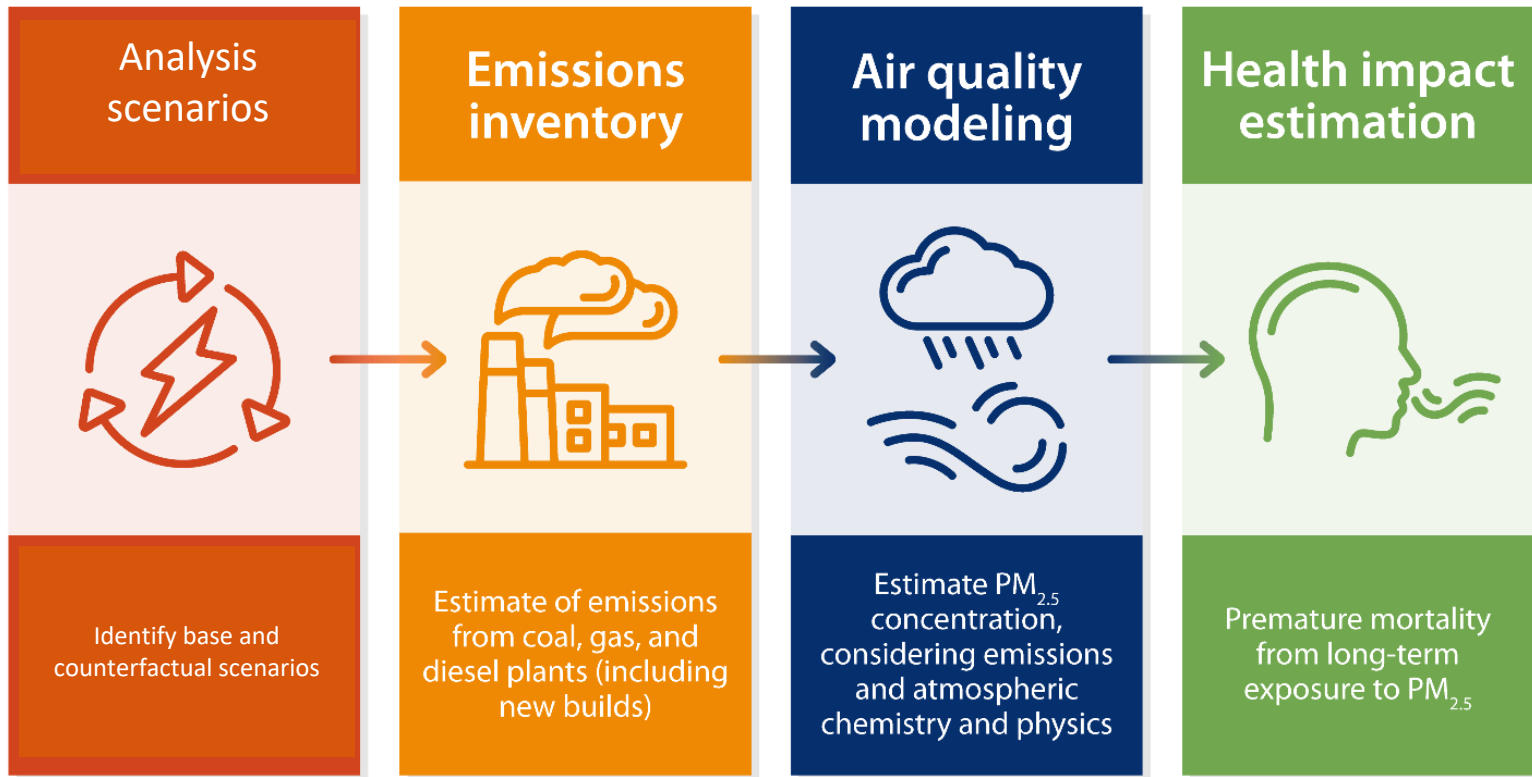 Analysis
scenarios
Emissions
inventory
Air quality
modeling
Health impact
estimation
Identify base and
counterfactual scenarios
Estimate of emissions
from coal, gas, and
diesel plants (including
new builds)
Estimate PM2.5
concentration,
considering emissions
and atmospheric
chemistry and physics
Premature mortality
from long-term
exposure to PM2.5